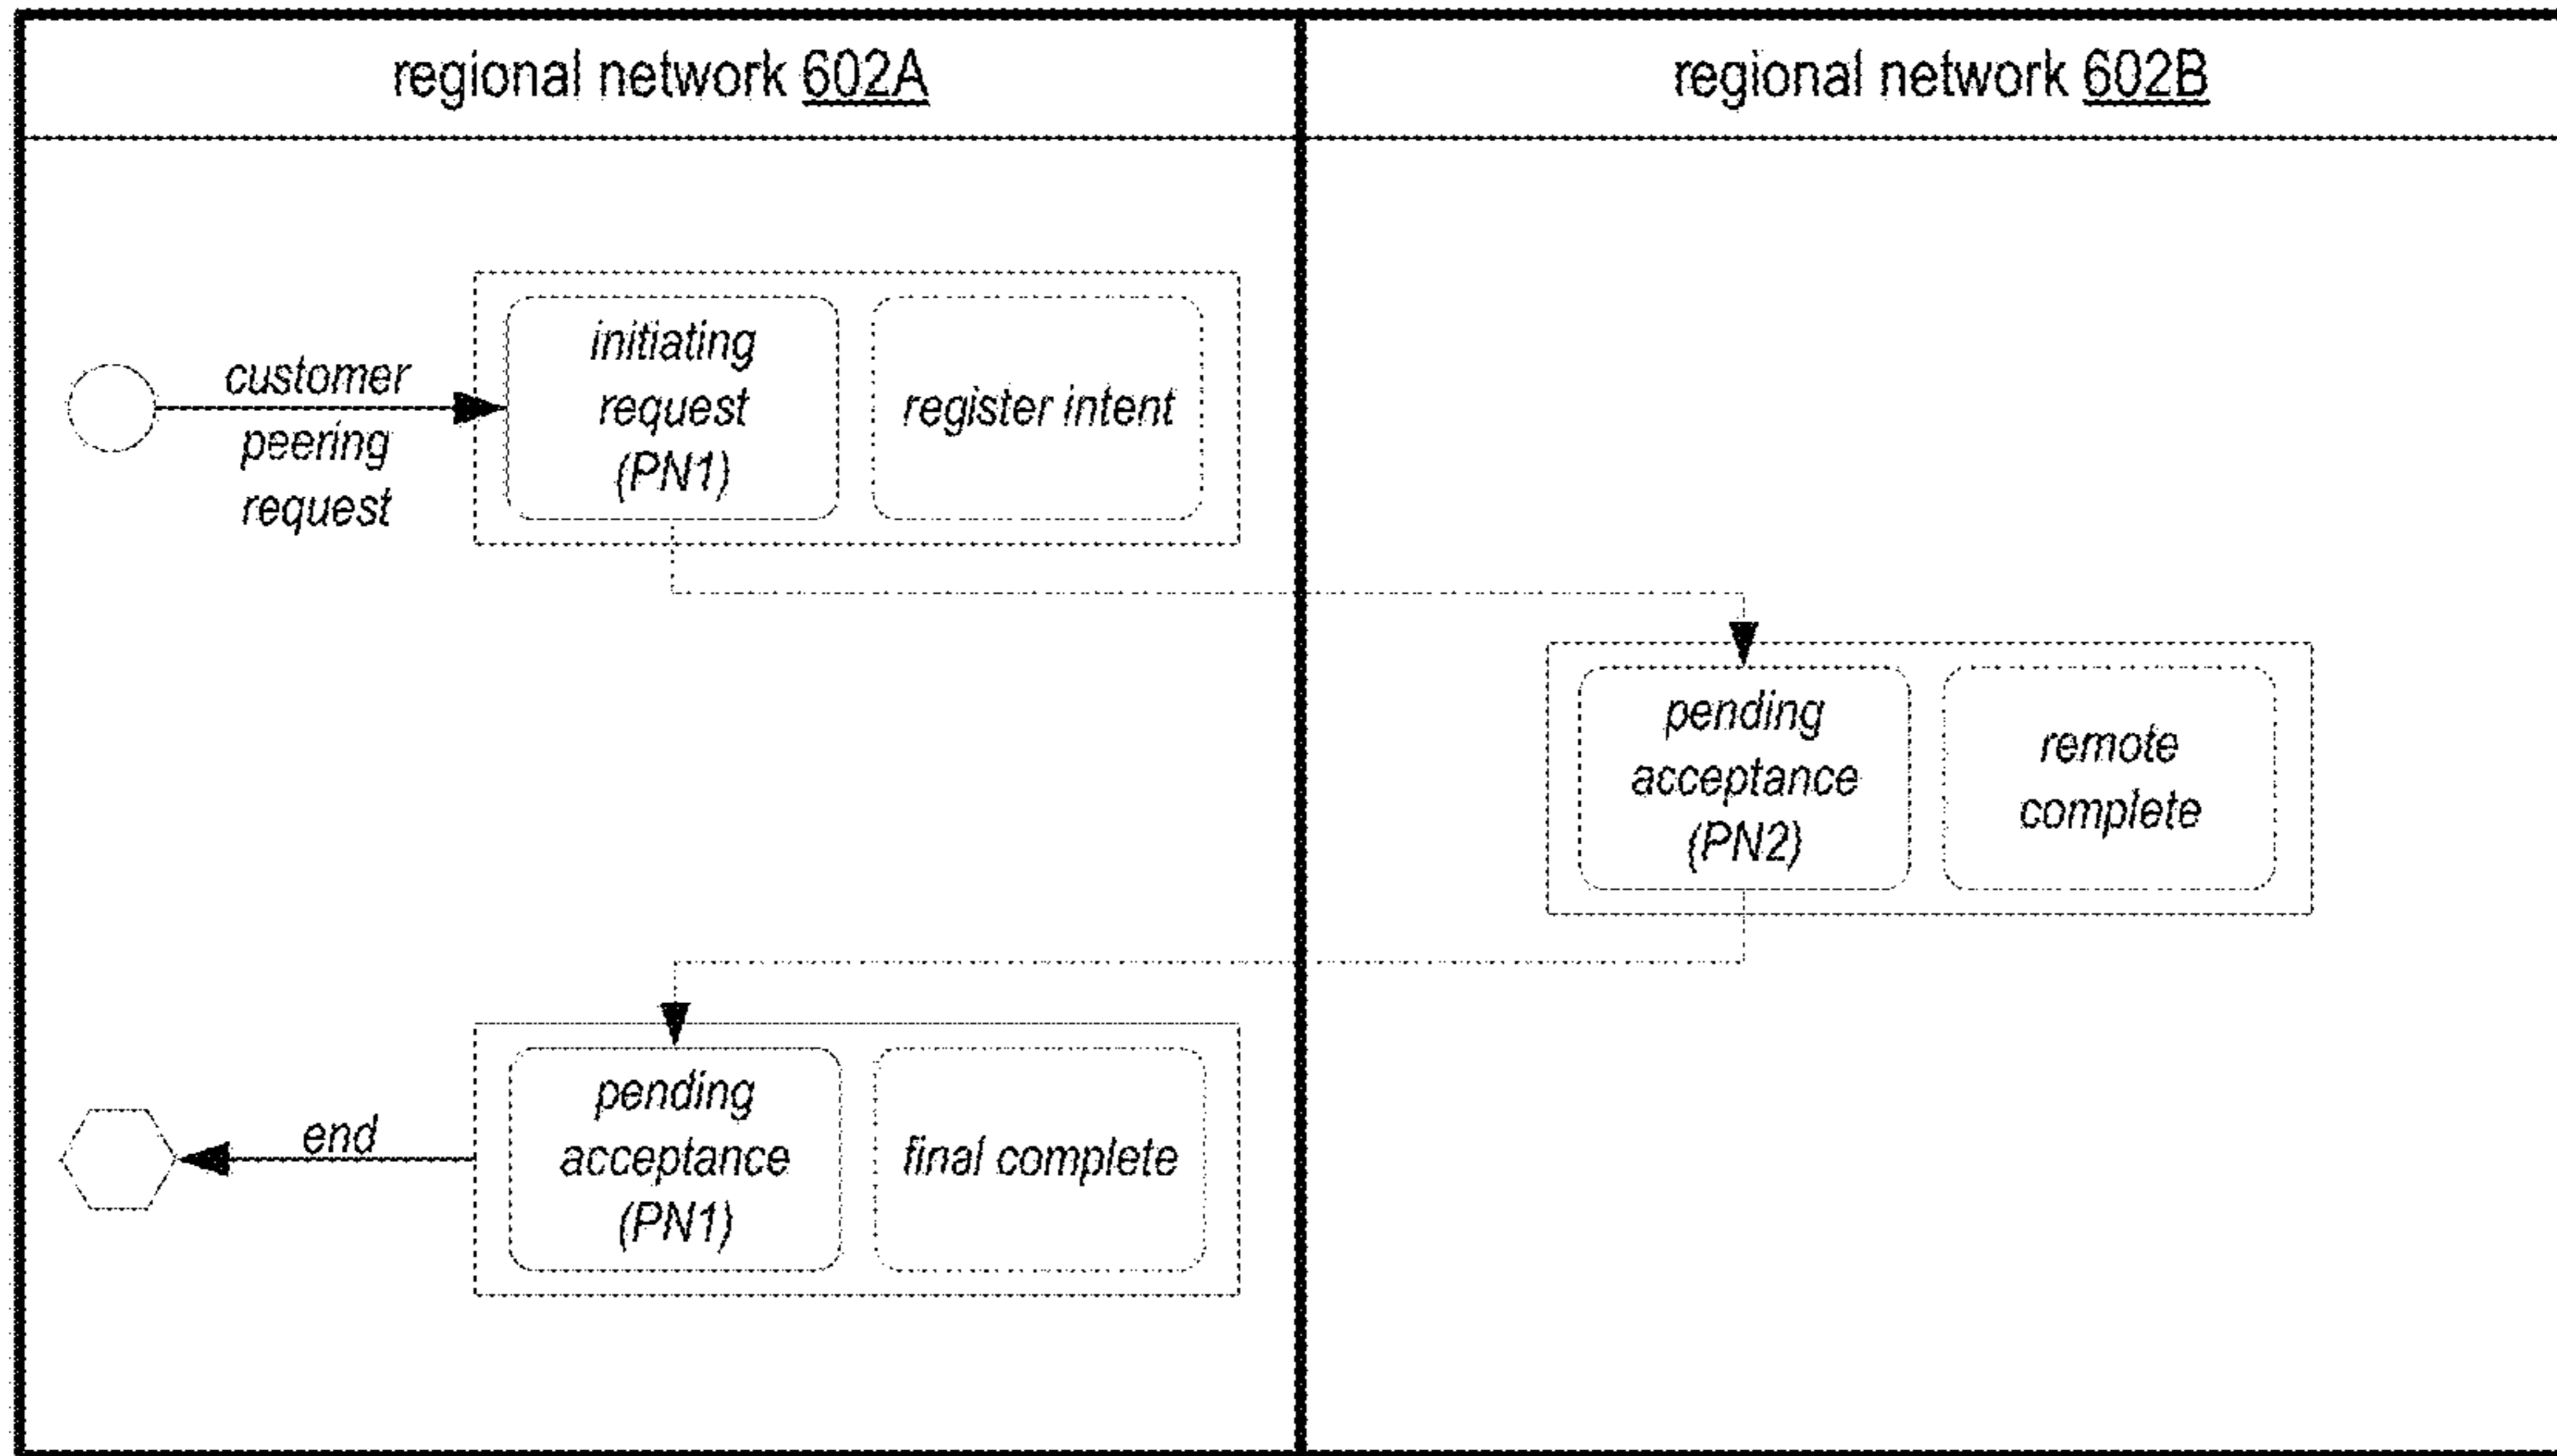 regional network 602A
regional network 602B
customer
peering
request
initiating
request
(PN1)
register intent
pending
acceptance
(PN2)
remote
complete
end
pending
acceptance
(PN1)
final complete